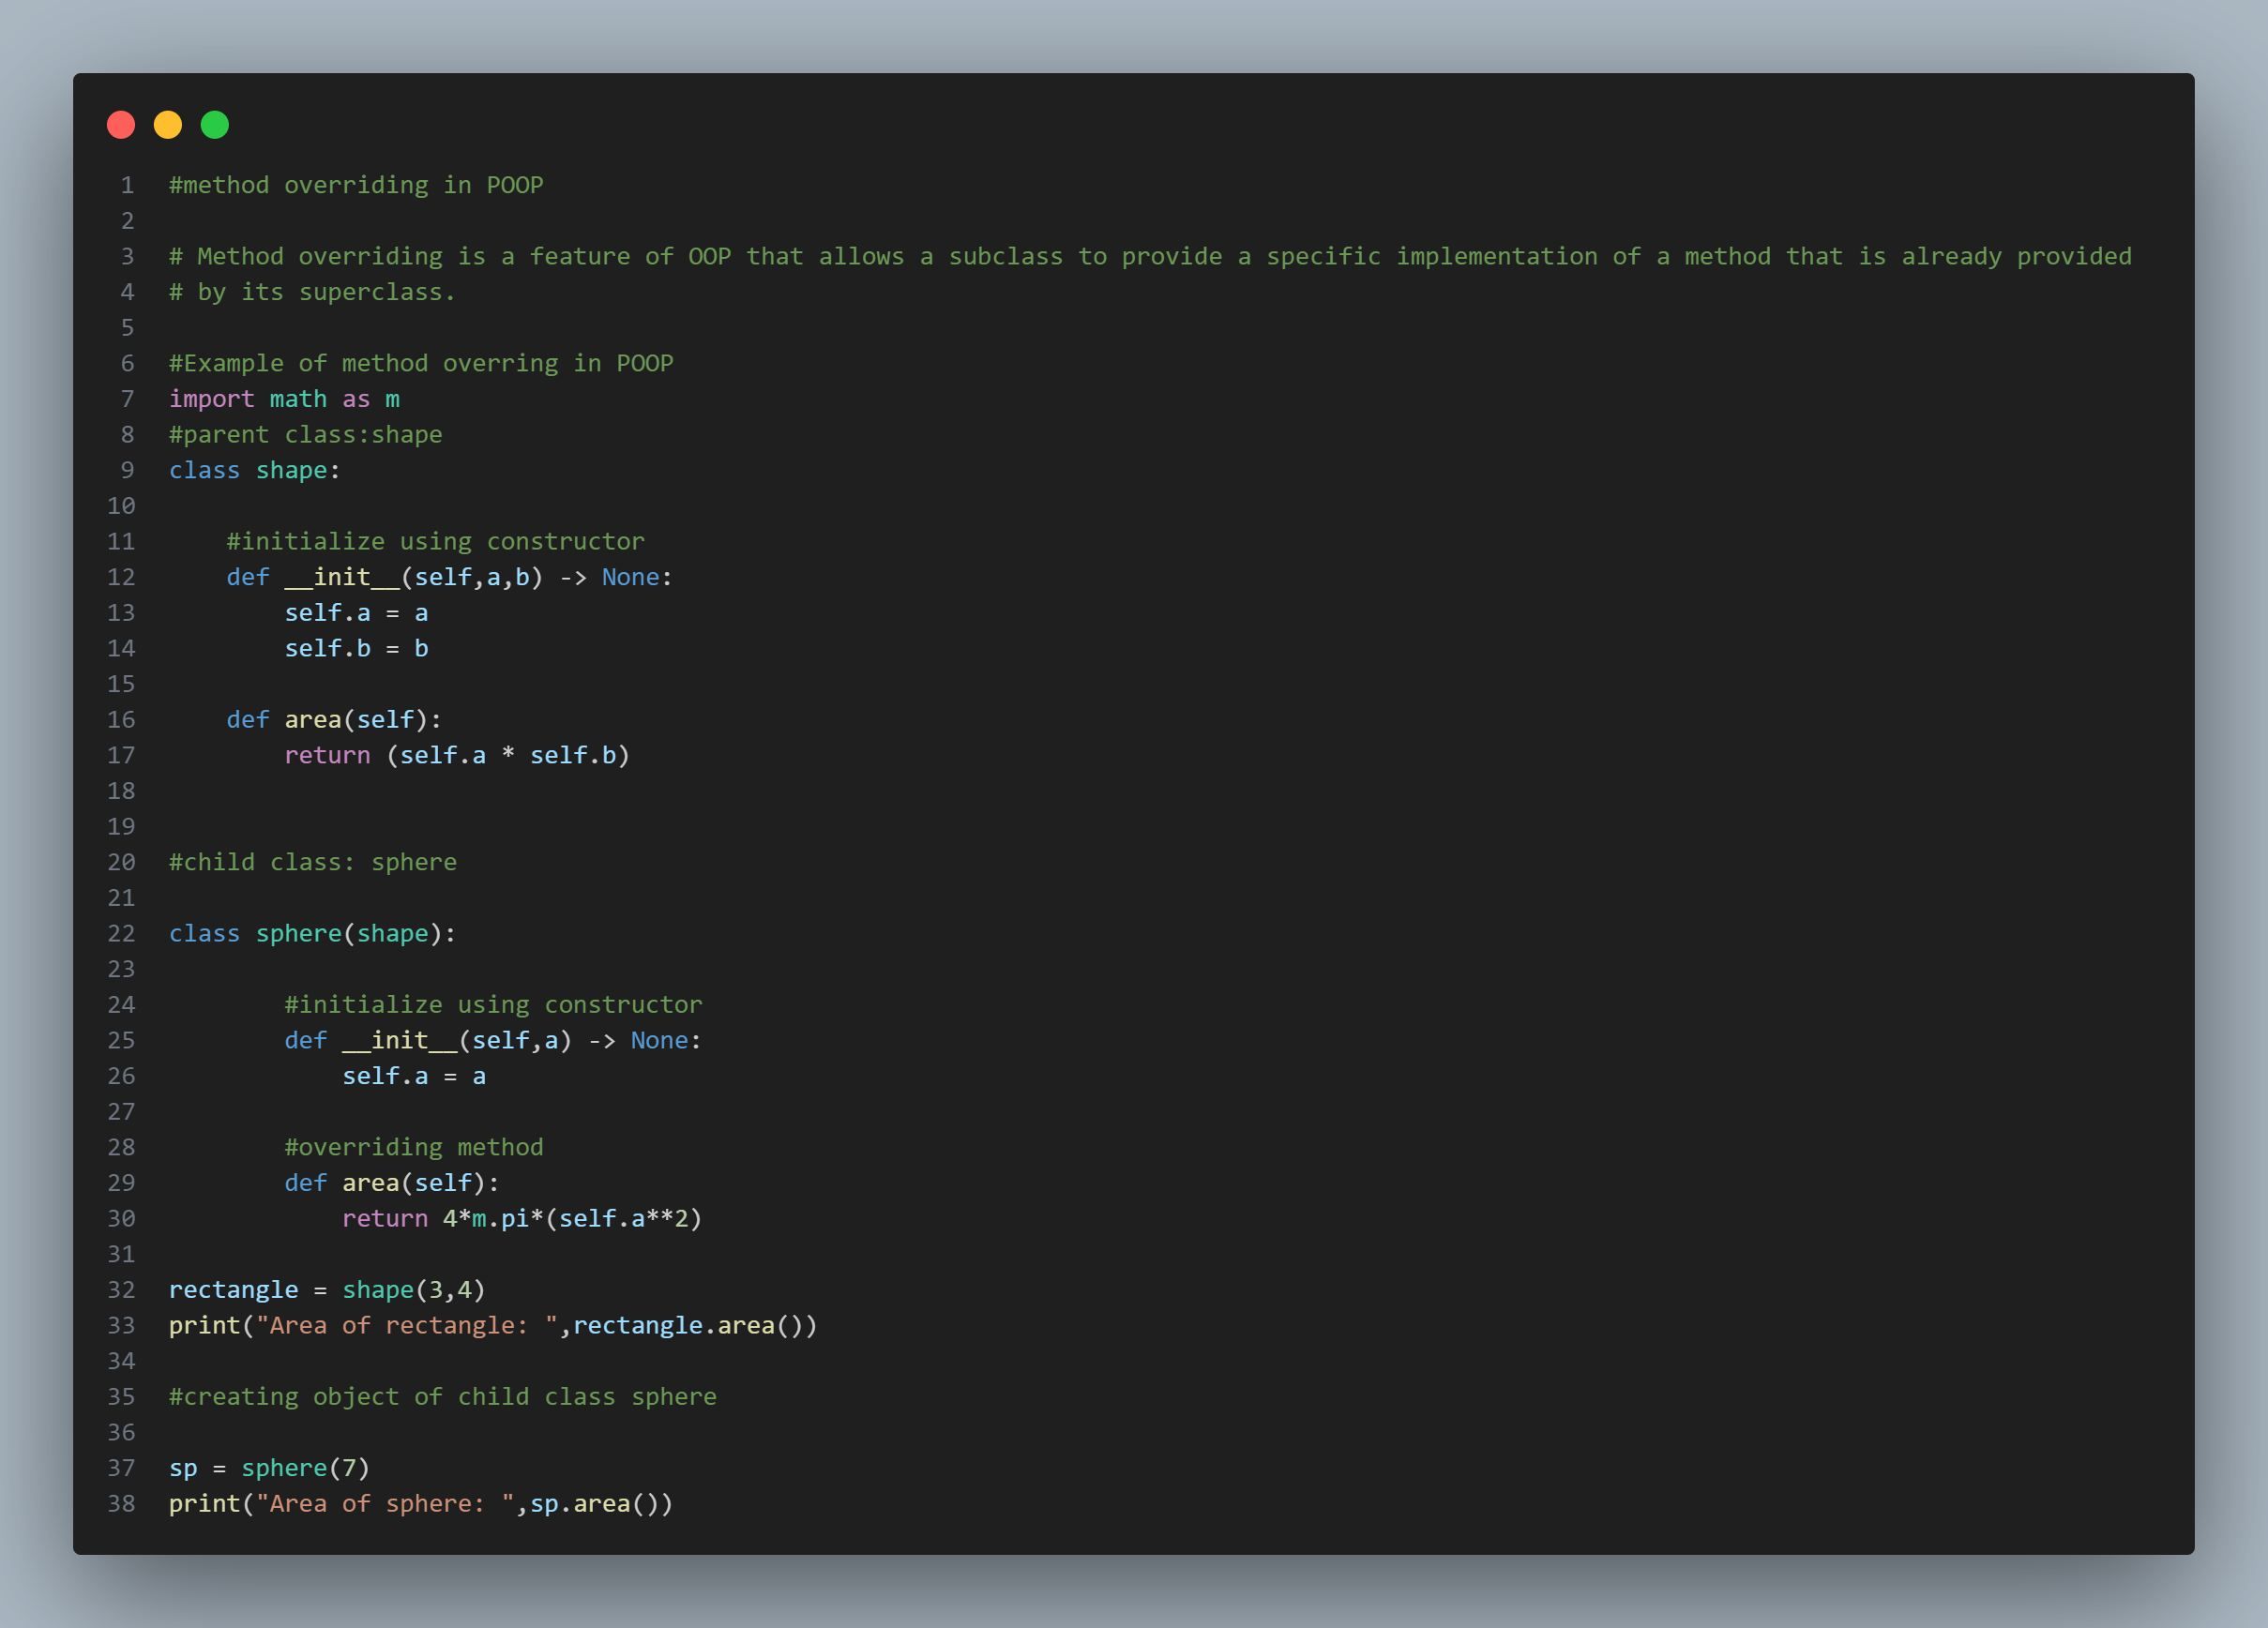 1 #method overriding in POOP
2
3 # Method overriding is a feature of OOP that allows a subclass to provide a specific implementation of a method that is already provided
4 # by its superclass.
5
6 #Example of method overring in POOP
7 import math as m
8 #parent class:shape
9 class shape:
10
11     #initialize using constructor
12     def __init__(self,a,b) -> None:
13         self.a = a
14         self.b = b
15
16     def area(self):
17         return (self.a * self.b)
18
19
20 #child class: sphere
21
22 class sphere(shape):
23
24         #initialize using constructor
25         def __init__(self,a) -> None:
26             self.a = a
27
28         #overriding method
29         def area(self):
30             return 4*m.pi*(self.a**2)
31
32 rectangle = shape(3,4)
33 print("Area of rectangle: ",rectangle.area())
34
35 #creating object of child class sphere
36
37 sp = sphere(7)
38 print("Area of sphere: ",sp.area())